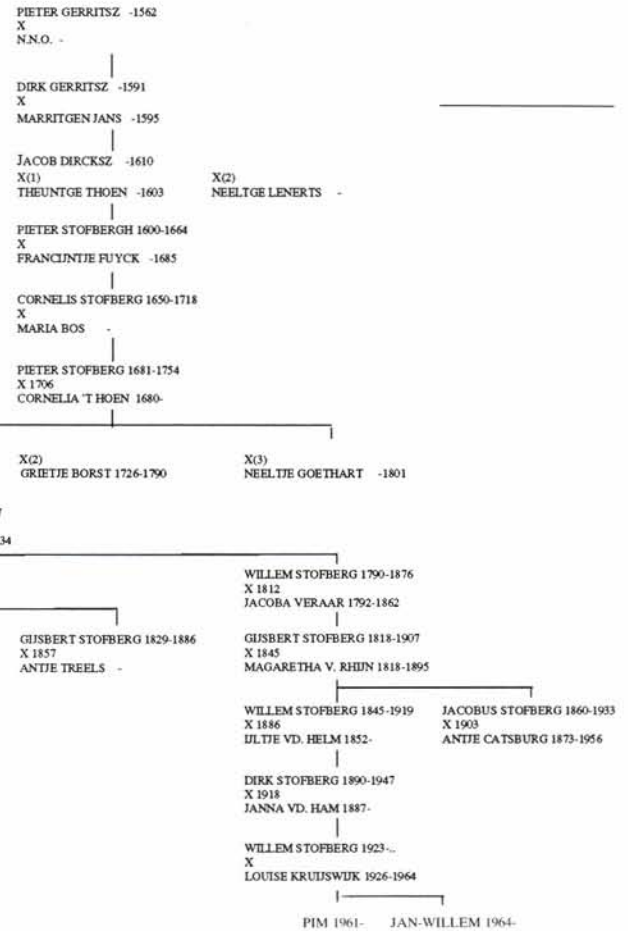 PIETER GERRITSZ -1562
X
N.N.O. -
DIRK GERRITSZ -1591
X
MARRITGEN JANS -1595
JACOB DIRCKSZ -1610
X(1) X(2)
THEUNTGE THOEN -1603 NEELTGE LENERTS -
PIETER STOFBERGH 1600-1664
X
FRANCIJNTJE FUYCK -1685
CORNELIS STOFBERG 1650-1718
X
MARIA BOS -
PIETER STOFBERG 1681-1754
X 1706
CORNELIA 'T HOEN 1680-
X(2) X(3)
GRIETJE BORST 1726-1790 NEELTJE GOETHART -1801
34
WILLEM STOFBERG 1790-1876
X 1812
JACOBA VERAAR 1792-1862
GIJSBERT STOFBERG 1829-1886 GIJSBERT STOFBERG 1818-1907
X 1857 X 1845
ANTJE TREELS - MAGARETHA V. RHIJN 1818-1895
WILLEM STOFBERG 1845-1919 JACOBUS STOFBERG 1860-1933
X 1886 X 1903
IJLTJE VD. HELM 1852- ANTJE CATSBURG 1873-1956
DIRK STOFBERG 1890-1947
X 1918
JANNA VD. HAM 1887-
WILLEM STOFBERG 1923-..
X
LOUISE KRUIJSWIJK 1926-1964
PIM 1961- JAN-WILLEM 1964-